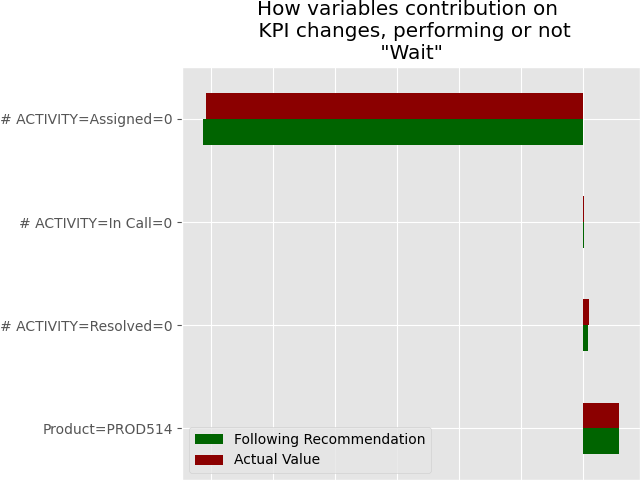 How variables contribution on
KPI changes, performing or not
"Wait"
# ACTIVITY=Assigned=0
# ACTIVITY=In Call=0
# ACTIVITY=Resolved=0
Product=PROD514
Following Recommendation
Actual Value